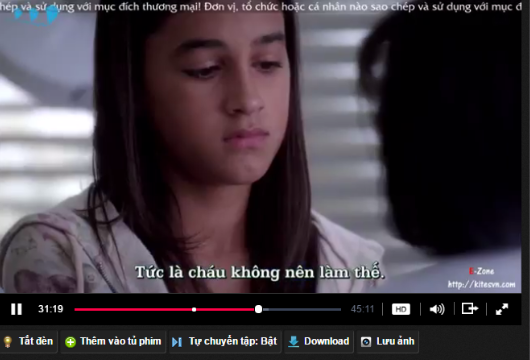 chép và sử dụng với mục đích thương mại! Đơn vị, tổ chức hoặc cá nhân nào sao chép và sử dụng với mục đ
Tức là cháu không nên làm thế.
K-Zone
http://kitesvn.com
31:19
45:11
HD
Tắt đèn
Thêm vào tủ phim
Tự chuyển tập: Bật
Download
Lưu ảnh